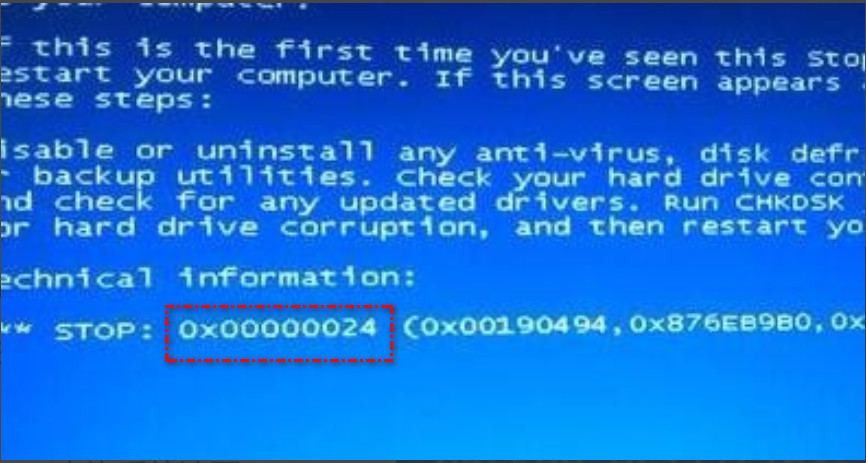 your computer.
f this is the first time you've seen this Stop
estart your computer. If this screen appears
hese steps:
isable or uninstall any anti-virus, disk defr
r backup utilities. Check your hard drive con
nd check for any updated drivers. Run CHKDSK
or hard drive corruption, and then restart yo
echnical information:
** STOP: 0x00000024 (0x00190494,0x876EB9B0,0x